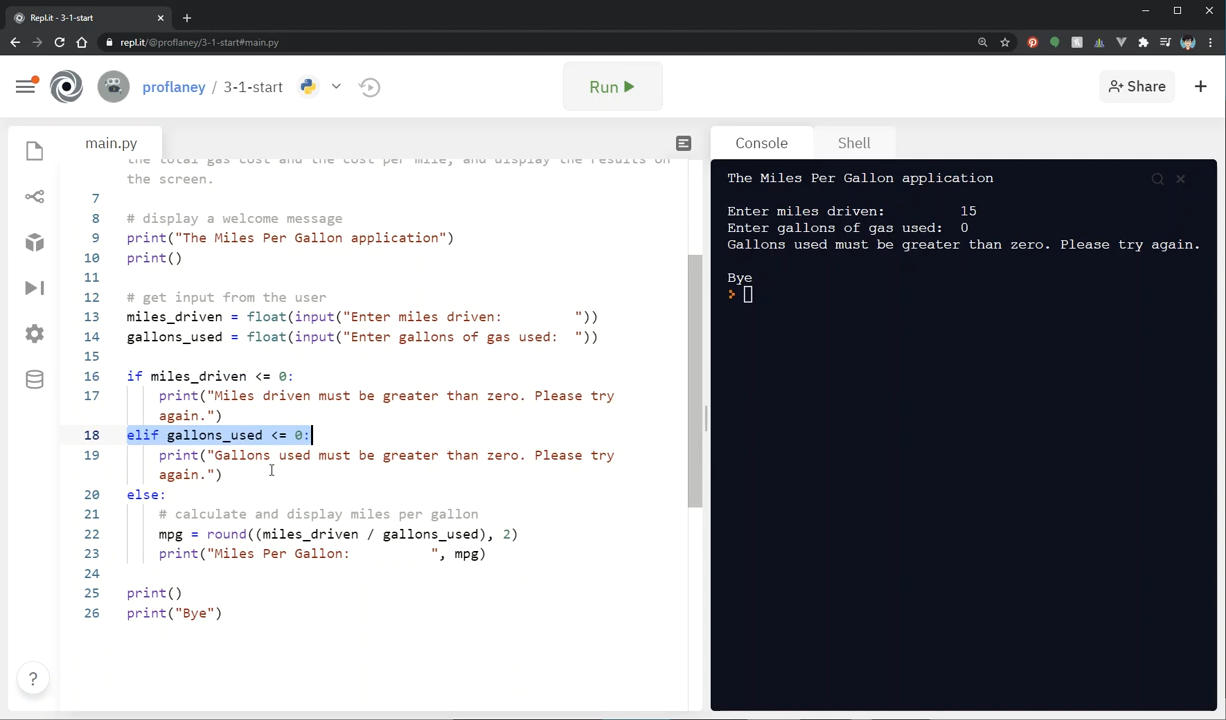 Repl.it - 3-1-start
repl.it/@proflaney/3-1-start#main.py
proflaney / 3-1-start
Run
Share
main.py
the total gas cost and the cost per mile, and display the results on
the screen.
7
8 # display a welcome message
9 print("The Miles Per Gallon application")
10 print()
11
12 # get input from the user
13 miles_driven = float(input("Enter miles driven:         "))
14 gallons_used = float(input("Enter gallons of gas used:  "))
15
16 if miles_driven <= 0:
17     print("Miles driven must be greater than zero. Please try
again.")
18 elif gallons_used <= 0:
19     print("Gallons used must be greater than zero. Please try
again.")
20 else:
21     # calculate and display miles per gallon
22     mpg = round((miles_driven / gallons_used), 2)
23     print("Miles Per Gallon:          ", mpg)
24
25 print()
26 print("Bye")
?
Console
Shell
The Miles Per Gallon application
Enter miles driven:         15
Enter gallons of gas used:  0
Gallons used must be greater than zero. Please try again.
Bye